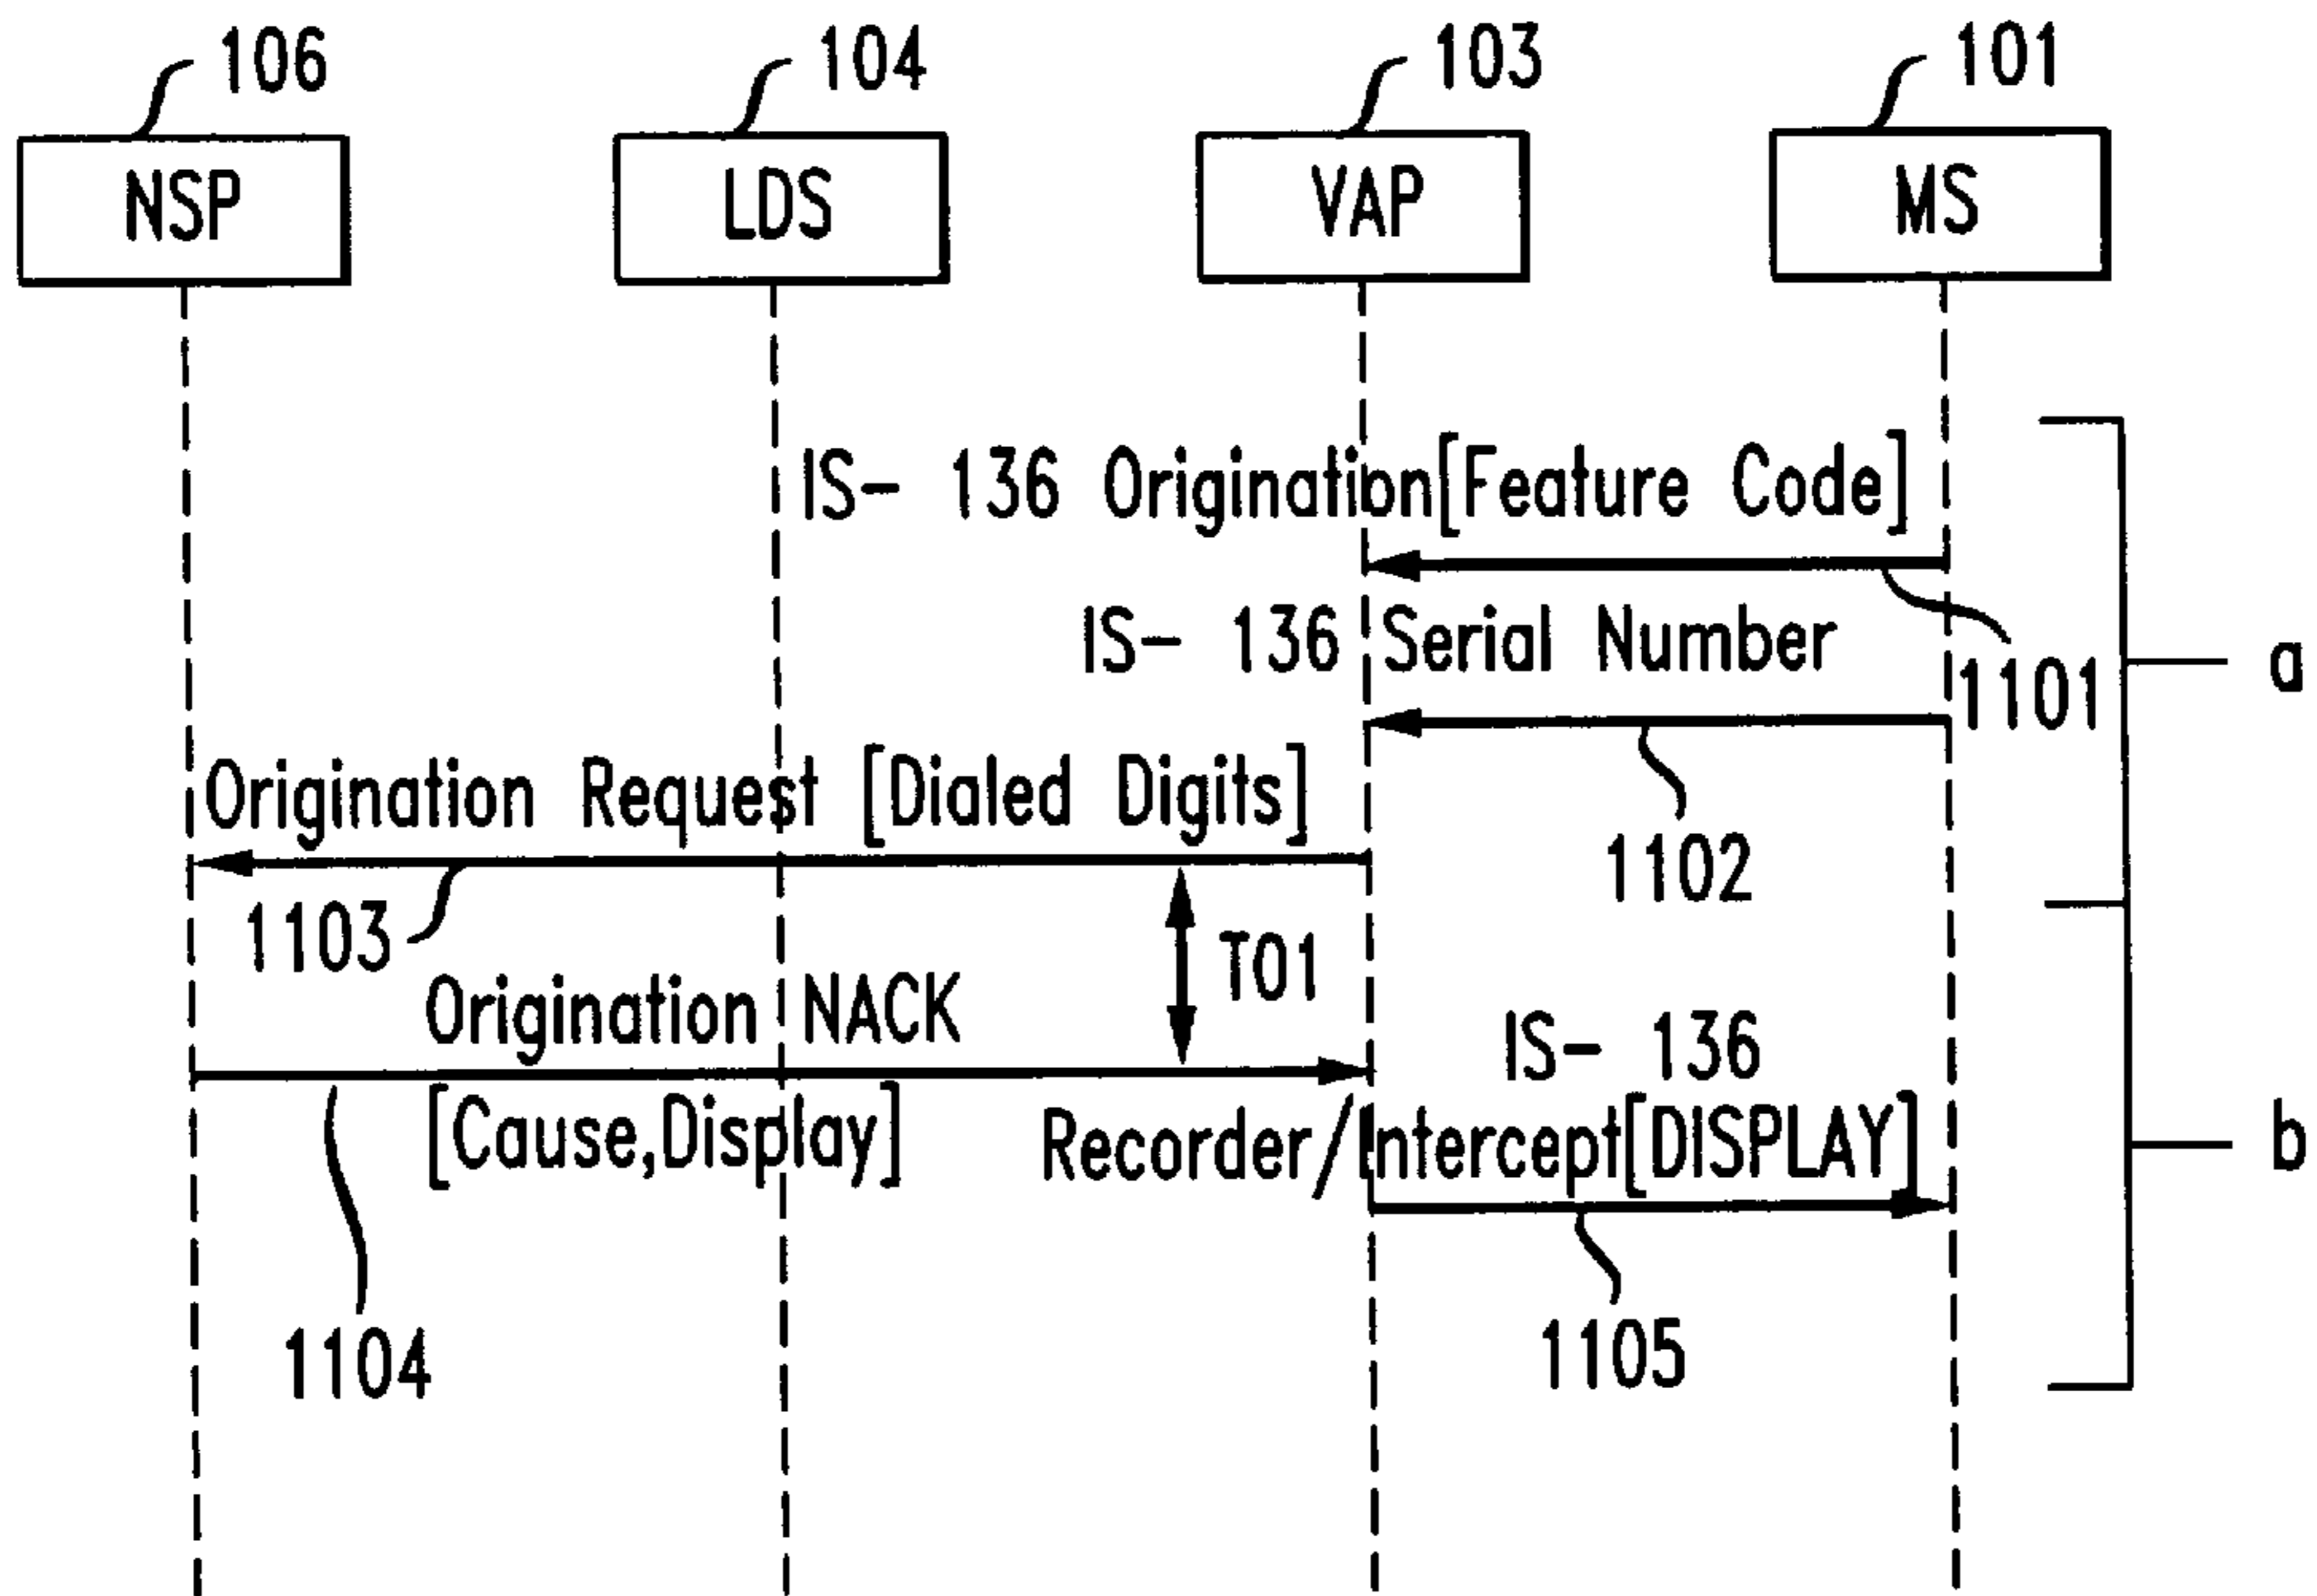 106
104
103
101
NSP
LDS
VAP
MS
IS- 136 Origination[Feature Code]
IS- 136 Serial Number
1101
a
Origination Request [Dialed Digits]
1102
1103
T01
Origination NACK
IS- 136
[Cause,Display]
Recorder/Intercept[DISPLAY]
b
1104
1105